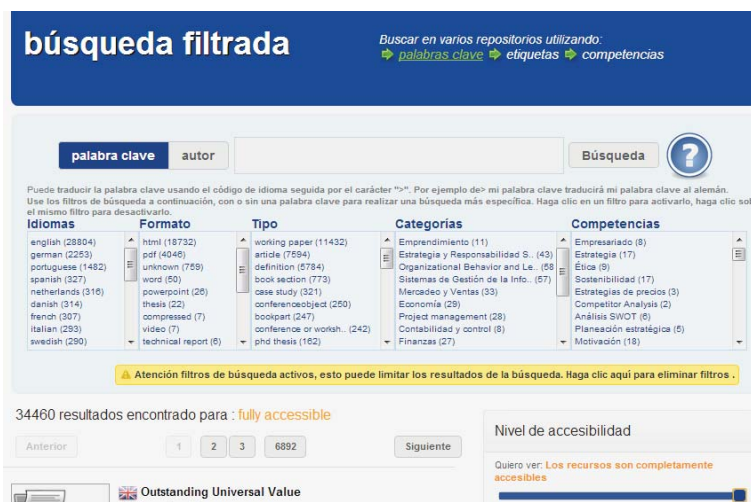 búsqueda filtrada
Buscar en varios repositorios utilizando:
palabras clave etiquetas competencias
palabra clave autor Búsqueda ?
Puede traducir la palabra clave usando el código de idioma seguida por el carácter ">". Por ejemplo de> mi palabra clave traducirá mi palabra clave al alemán.
Use los filtros de búsqueda a continuación, con o sin una palabra clave para realizar una búsqueda más específica. Haga clic en un filtro para activarlo, haga clic sol
el mismo filtro para desactivarlo.
Idiomas Formato Tipo Categorías Competencias
english (28804) html (18732) working paper (11432) Emprendimiento (11) Empresariado (8)
german (2253) pdf (4046) article (7594) Estrategia y Responsabilidad S.. (43) Estrategia (17)
portuguese (1482) unknown (759) definition (5784) Organizational Behavior and Le.. (58 Ética (9)
spanish (327) word (50) book section (773) Sistemas de Gestión de la Info.. (57) Sostenibilidad (17)
netherlands (316) powerpoint (26) case study (321) Mercadeo y Ventas (33) Estrategias de precios (3)
danish (314) thesis (22) conferenceobject (250) Economía (29) Competitor Analysis (2)
french (307) compressed (7) bookpart (247) Project management (28) Análisis SWOT (6)
italian (293) video (7) conference or worksh.. (242) Contabilidad y control (8) Planeación estratégica (5)
swedish (290) technical report (6) phd thesis (162) Finanzas (27) Motivación (18)
Atención filtros de búsqueda activos, esto puede limitar los resultados de la búsqueda. Haga clic aquí para eliminar filtros .
34460 resultados encontrado para : fully accessible
Anterior 1 2 3 6892 Siguiente
Nivel de accesibilidad
Quiero ver: Los recursos son completamente
accesibles
Outstanding Universal Value